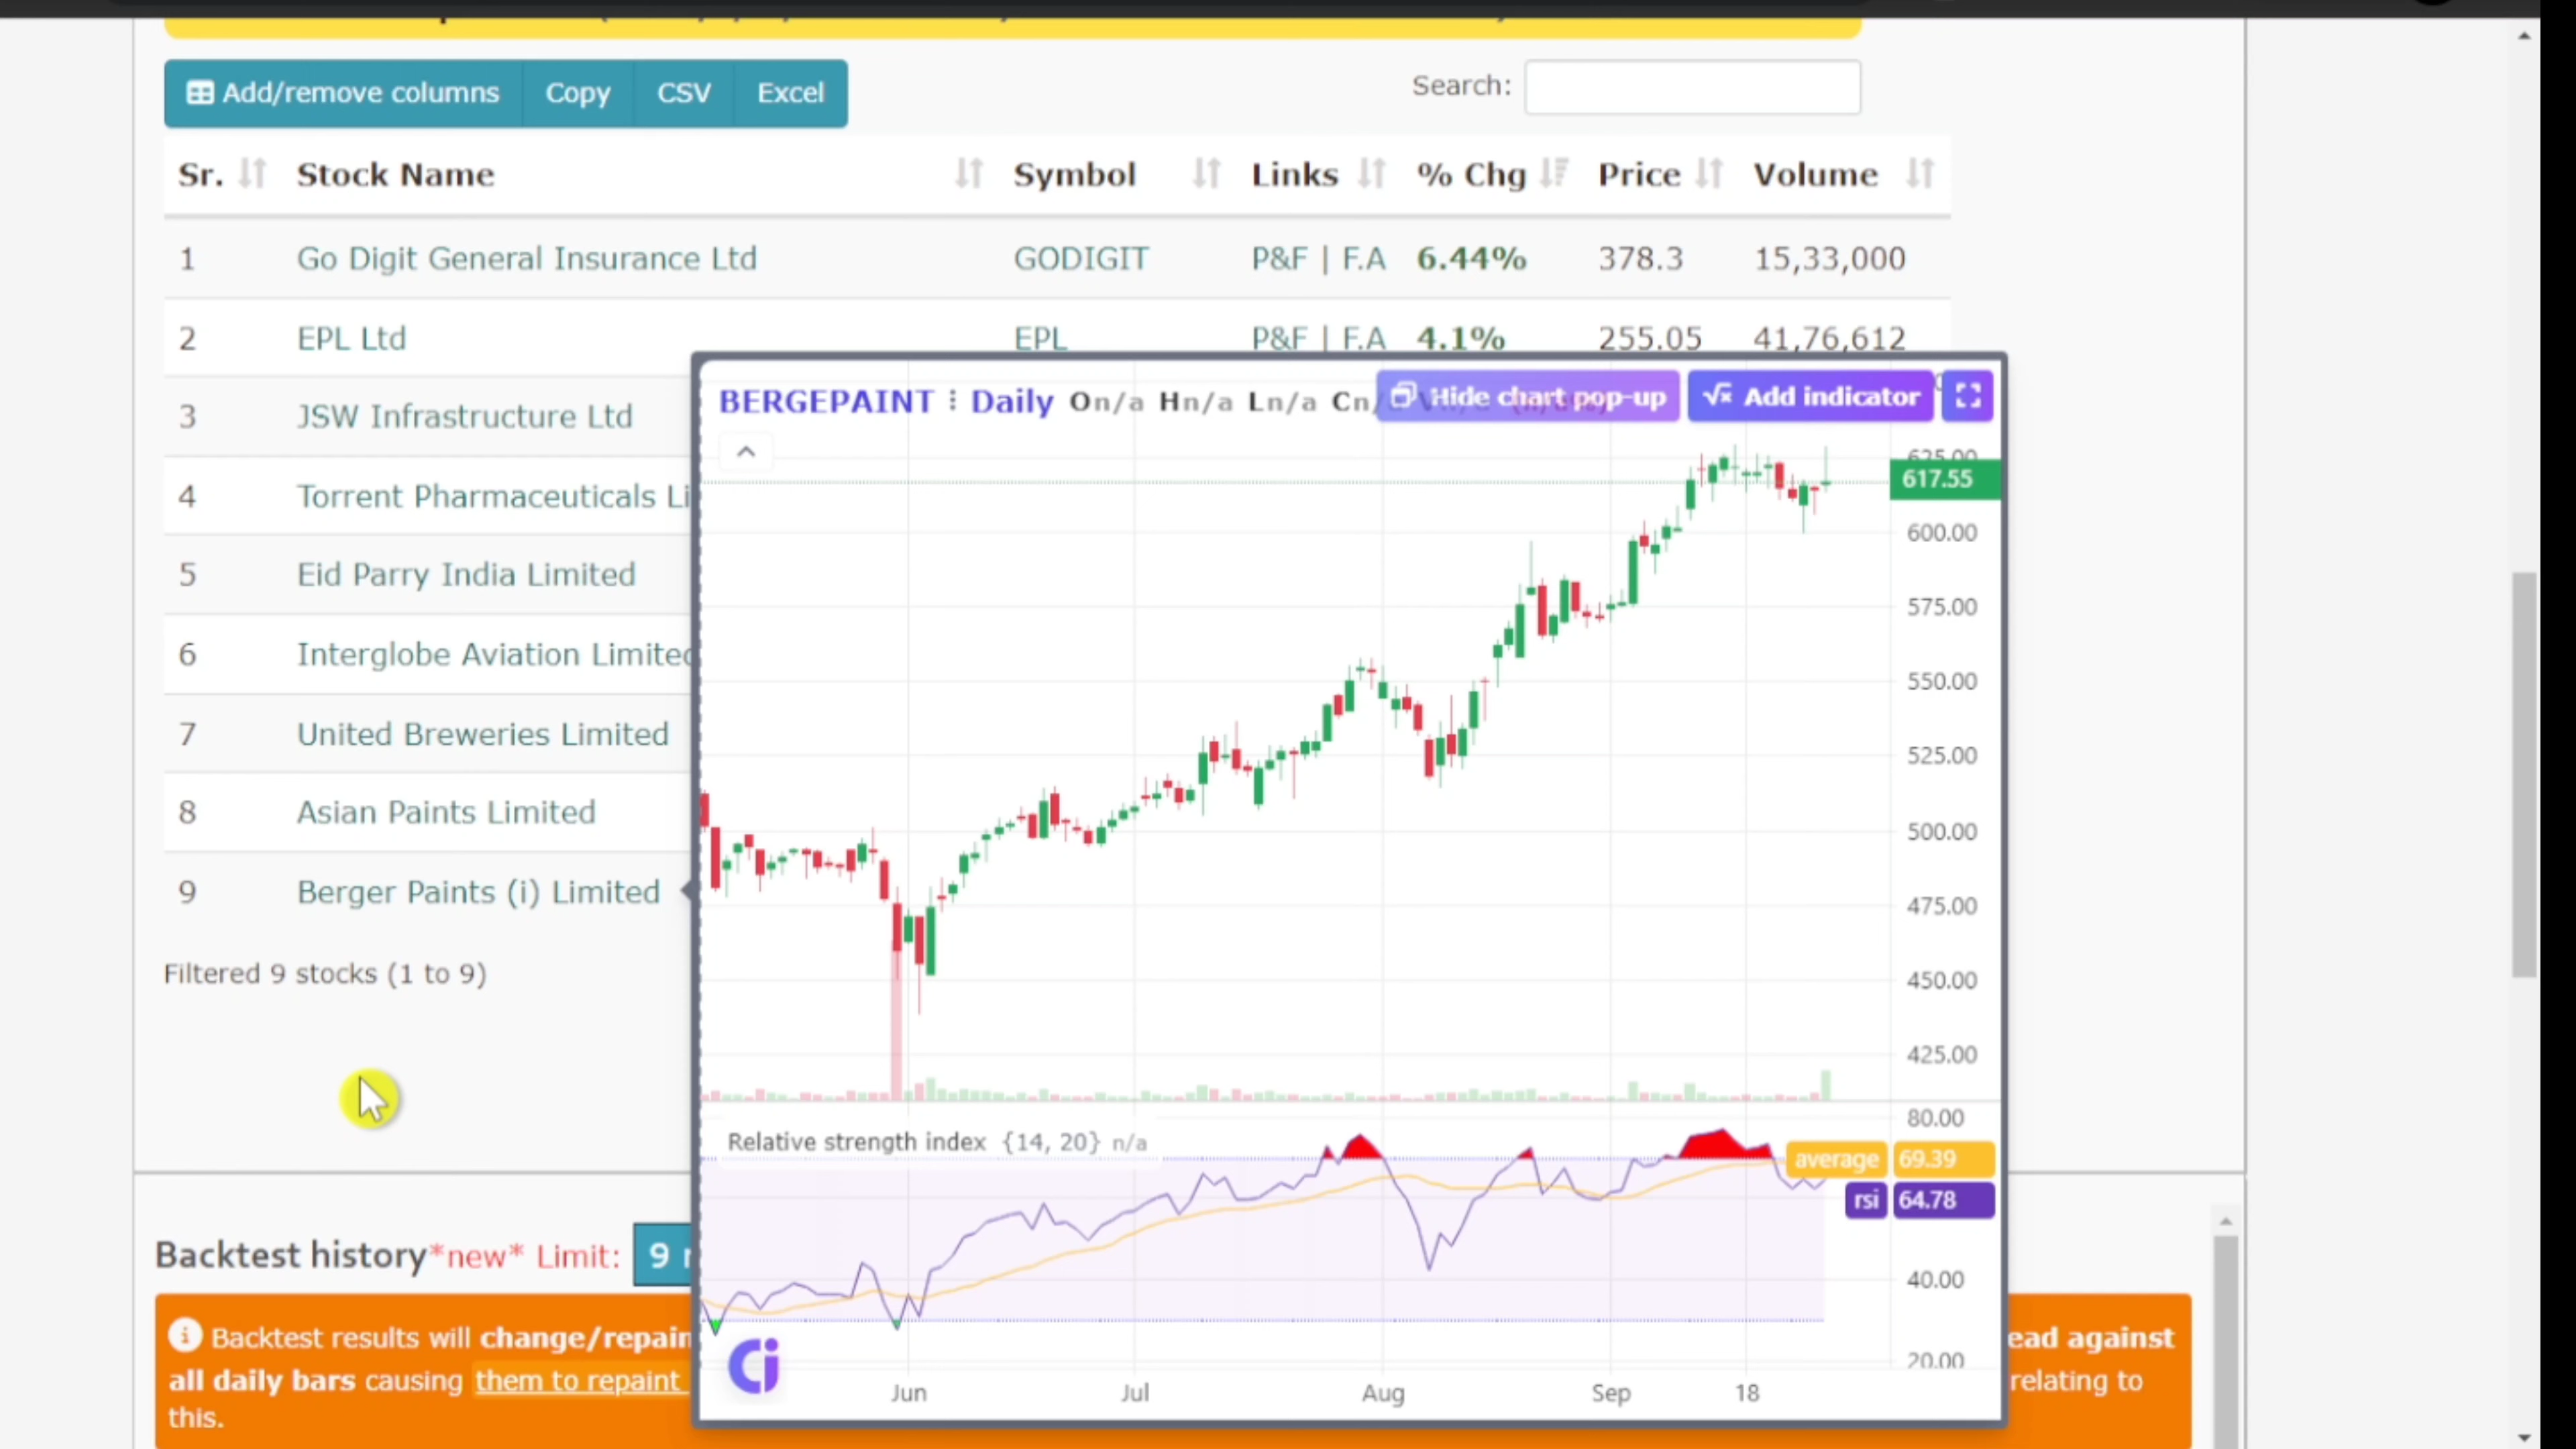 Add/remove columns Copy CSV Excel Search:
Sr. Stock Name Symbol Links % Chg Price Volume
1 Go Digit General Insurance Ltd GODIGIT P&F | F.A 6.44% 378.3 15,33,000
2 EPL Ltd EPL P&F | F.A 4.1% 255.05 41,76,612
3 JSW Infrastructure Ltd
4 Torrent Pharmaceuticals Li
5 Eid Parry India Limited
6 Interglobe Aviation Limited
7 United Breweries Limited
8 Asian Paints Limited
9 Berger Paints (i) Limited
Filtered 9 stocks (1 to 9)
BERGEPAINT Daily On/a Hn/a Ln/a Cn/ Hide chart pop-up √x Add indicator
625.00
617.55
600.00
575.00
550.00
525.00
500.00
475.00
450.00
425.00
80.00
Relative strength index {14, 20} n/a
average 69.39
rsi 64.78
40.00
20.00
Jun Jul Aug Sep 18
Backtest history*new* Limit: 9
Backtest results will change/repain ead against
all daily bars causing them to repaint relating to
this.